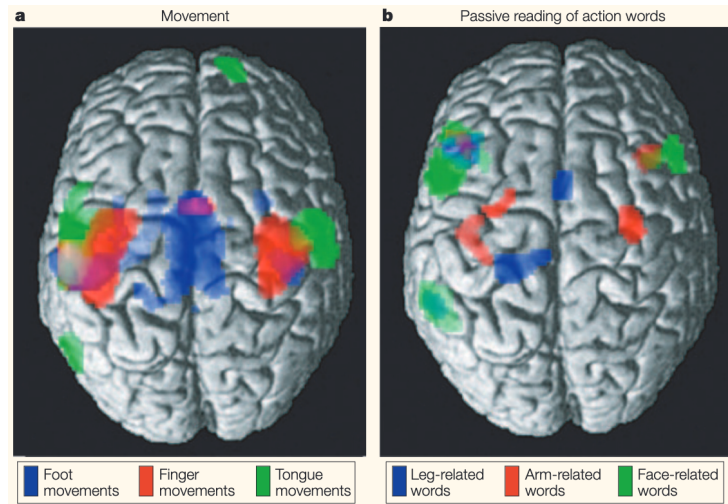 a Movement
b Passive reading of action words
Foot movements
Finger movements
Tongue movements
Leg-related words
Arm-related words
Face-related words